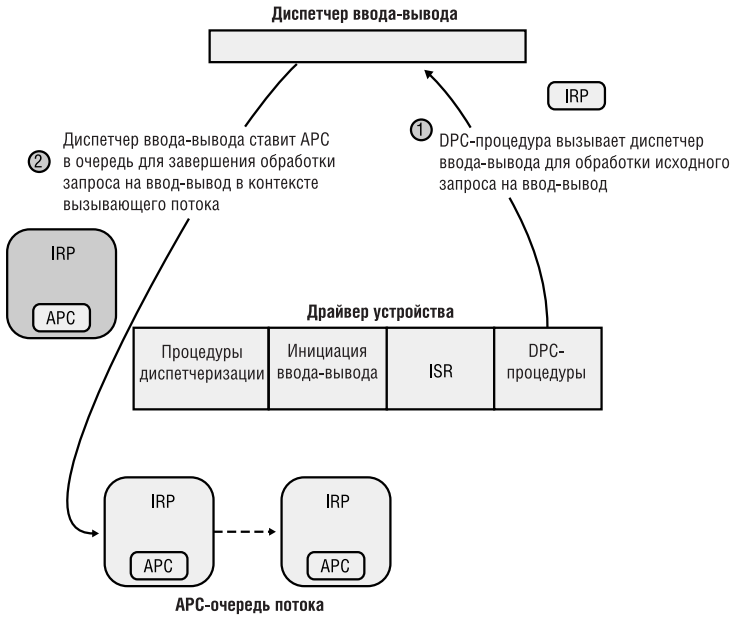 Диспетчер ввода-вывода
IRP
1
DPC-процедура вызывает диспетчер
ввода-вывода для обработки исходного
запроса на ввод-вывод
2
Диспетчер ввода-вывода ставит APC
в очередь для завершения обработки
запроса на ввод-вывод в контексте
вызывающего потока
IRP
APC
Драйвер устройства
Процедуры
диспетчеризации
Инициация
ввода-вывода
ISR
DPC-
процедуры
IRP
APC
IRP
APC
APC-очередь потока